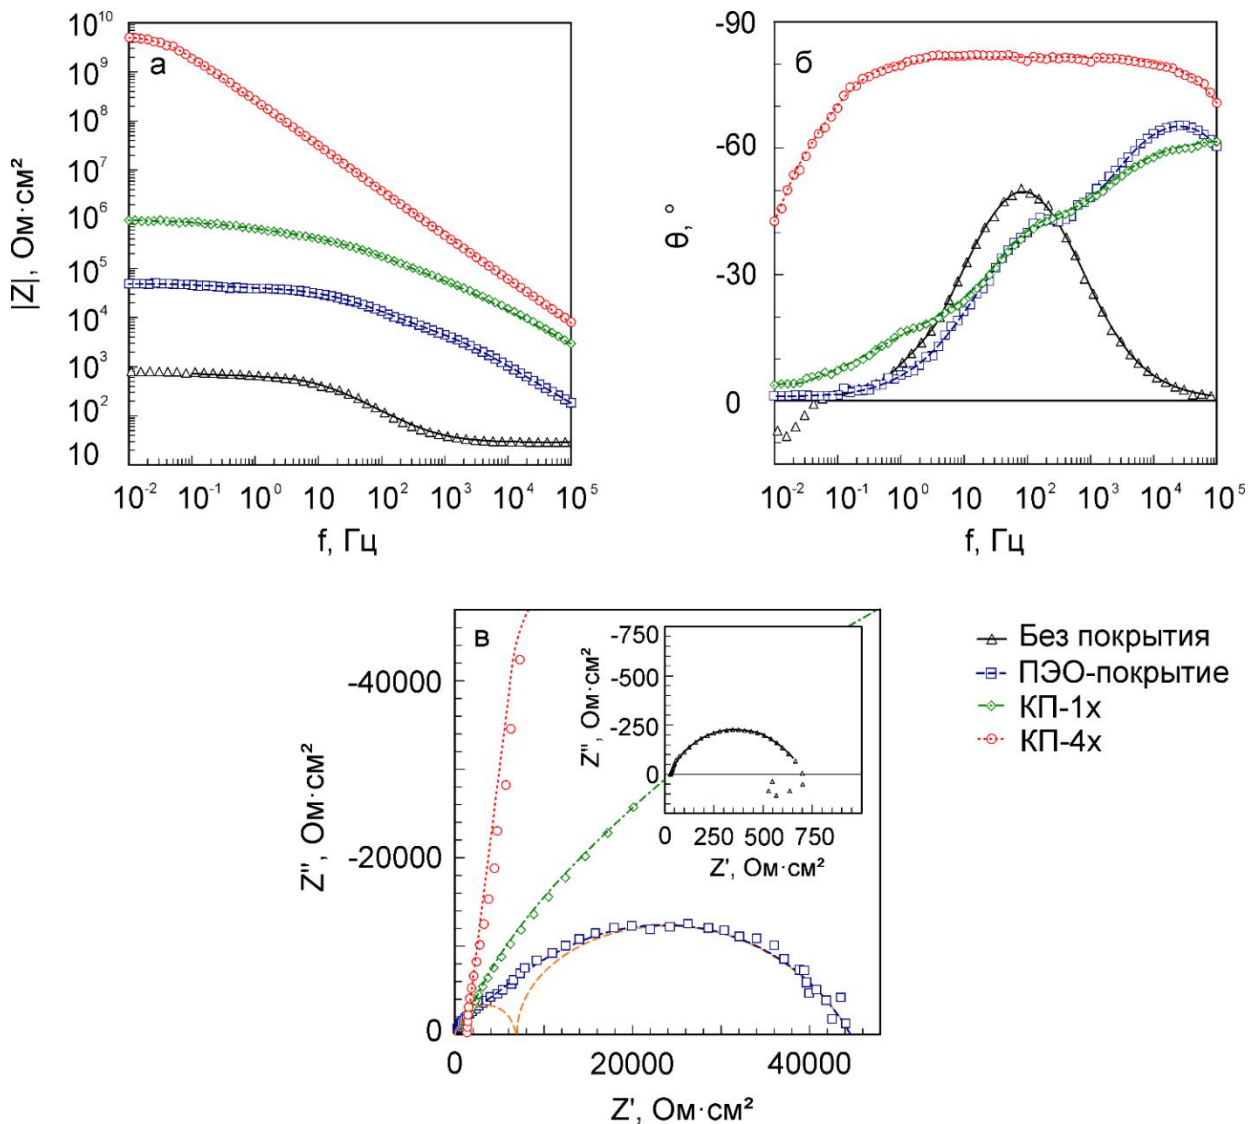 а
|Z|, Ом·см²
10¹⁰
10⁹
10⁸
10⁷
10⁶
10⁵
10⁴
10³
10²
10
10⁻² 10⁻¹ 10⁰ 10 10² 10³ 10⁴ 10⁵
f, Гц
б
θ, °
-90
-60
-30
0
10⁻² 10⁻¹ 10⁰ 10 10² 10³ 10⁴ 10⁵
f, Гц
в
Z'', Ом·см²
-40000
-20000
0
0 20000 40000
Z', Ом·см²
Z'', Ом·см²
-750
-500
-250
0
0 250 500 750
Z', Ом·см²
Без покрытия
ПЭО-покрытие
КП-1x
КП-4x